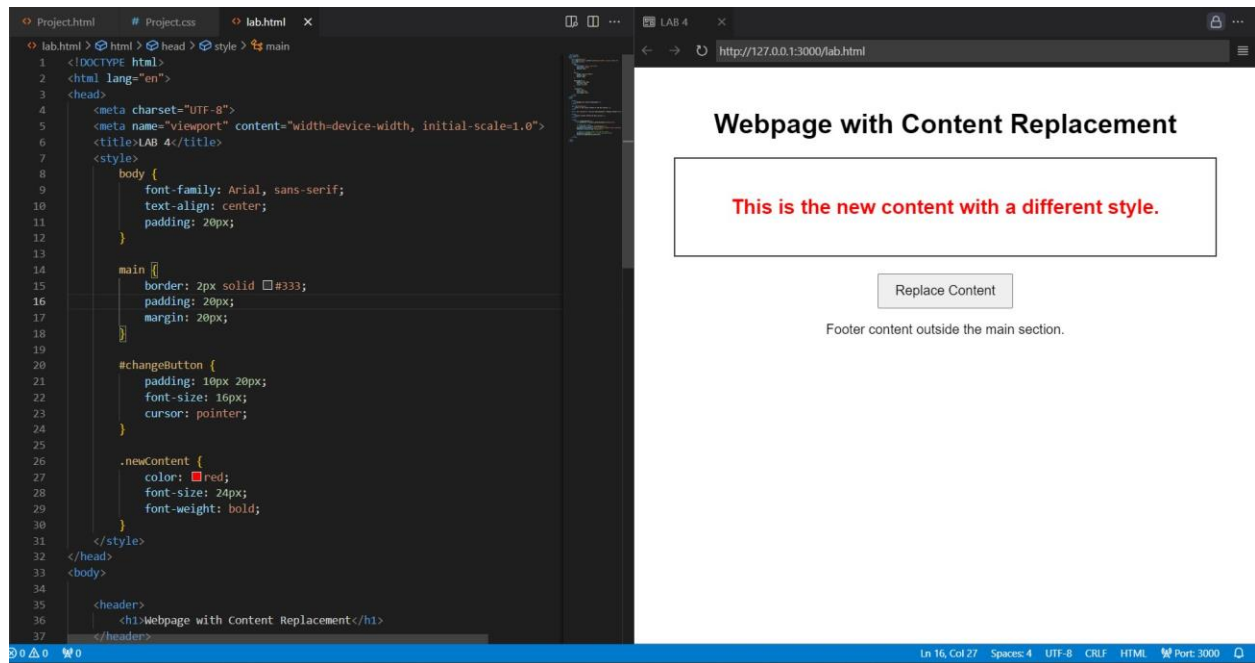 Project.html # Project.css lab.html
lab.html > html > head > style > main
1 <!DOCTYPE html>
2 <html lang="en">
3 <head>
4 <meta charset="UTF-8">
5 <meta name="viewport" content="width=device-width, initial-scale=1.0">
6 <title>LAB 4</title>
7 <style>
8 body {
9 font-family: Arial, sans-serif;
10 text-align: center;
11 padding: 20px;
12 }
13
14 main {
15 border: 2px solid #333;
16 padding: 20px;
17 margin: 20px;
18 }
19
20 #changeButton {
21 padding: 10px 20px;
22 font-size: 16px;
23 cursor: pointer;
24 }
25
26 .newContent {
27 color: red;
28 font-size: 24px;
29 font-weight: bold;
30 }
31 </style>
32 </head>
33 <body>
34
35 <header>
36 <h1>Webpage with Content Replacement</h1>
37 </header>
LAB 4
http://127.0.0.1:3000/lab.html
Webpage with Content Replacement
This is the new content with a different style.
Replace Content
Footer content outside the main section.
0 0 0 Ln 16, Col 27 Spaces: 4 UTF-8 CRLF HTML Port: 3000